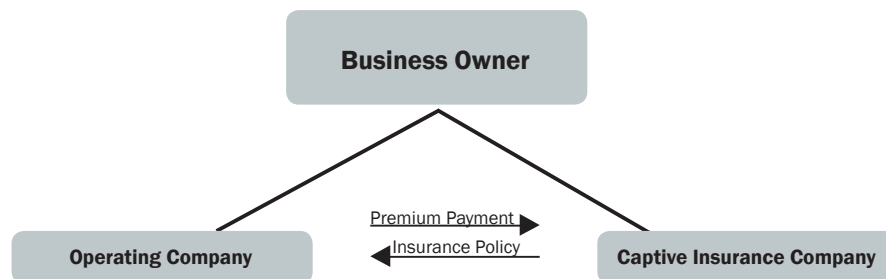 Business Owner
Premium Payment
Insurance Policy
Operating Company
Captive Insurance Company